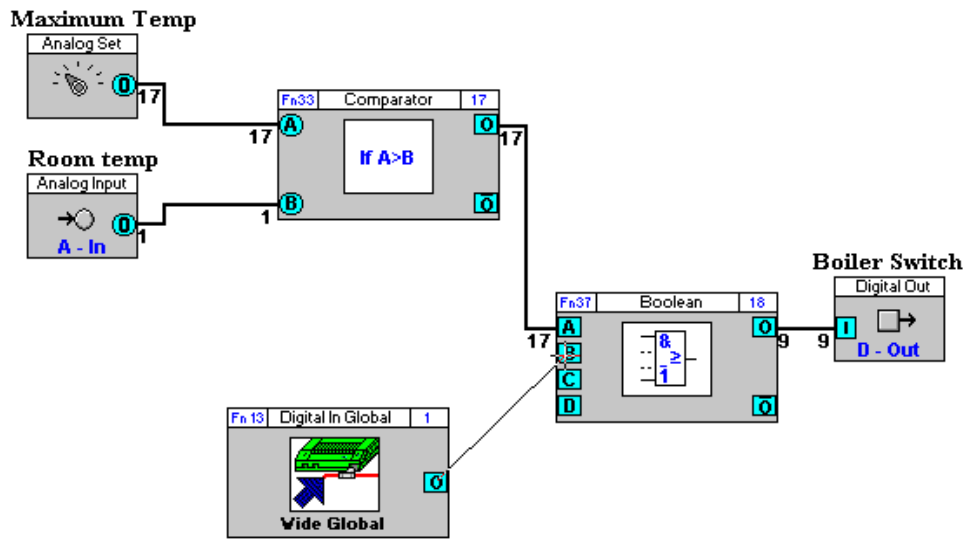 Maximum Temp
Analog Set
O
17
17
Fn33 Comparator 17
A
If A>B
O
17
B
O
Room temp
Analog Input
O
1
1
A - In
Boiler Switch
Digital Out
I
D - Out
Fn37 Boolean 18
A
17
B
C
D
&
≥
1
O
9
9
O
Fn 13 Digital In Global 1
O
Wide Global